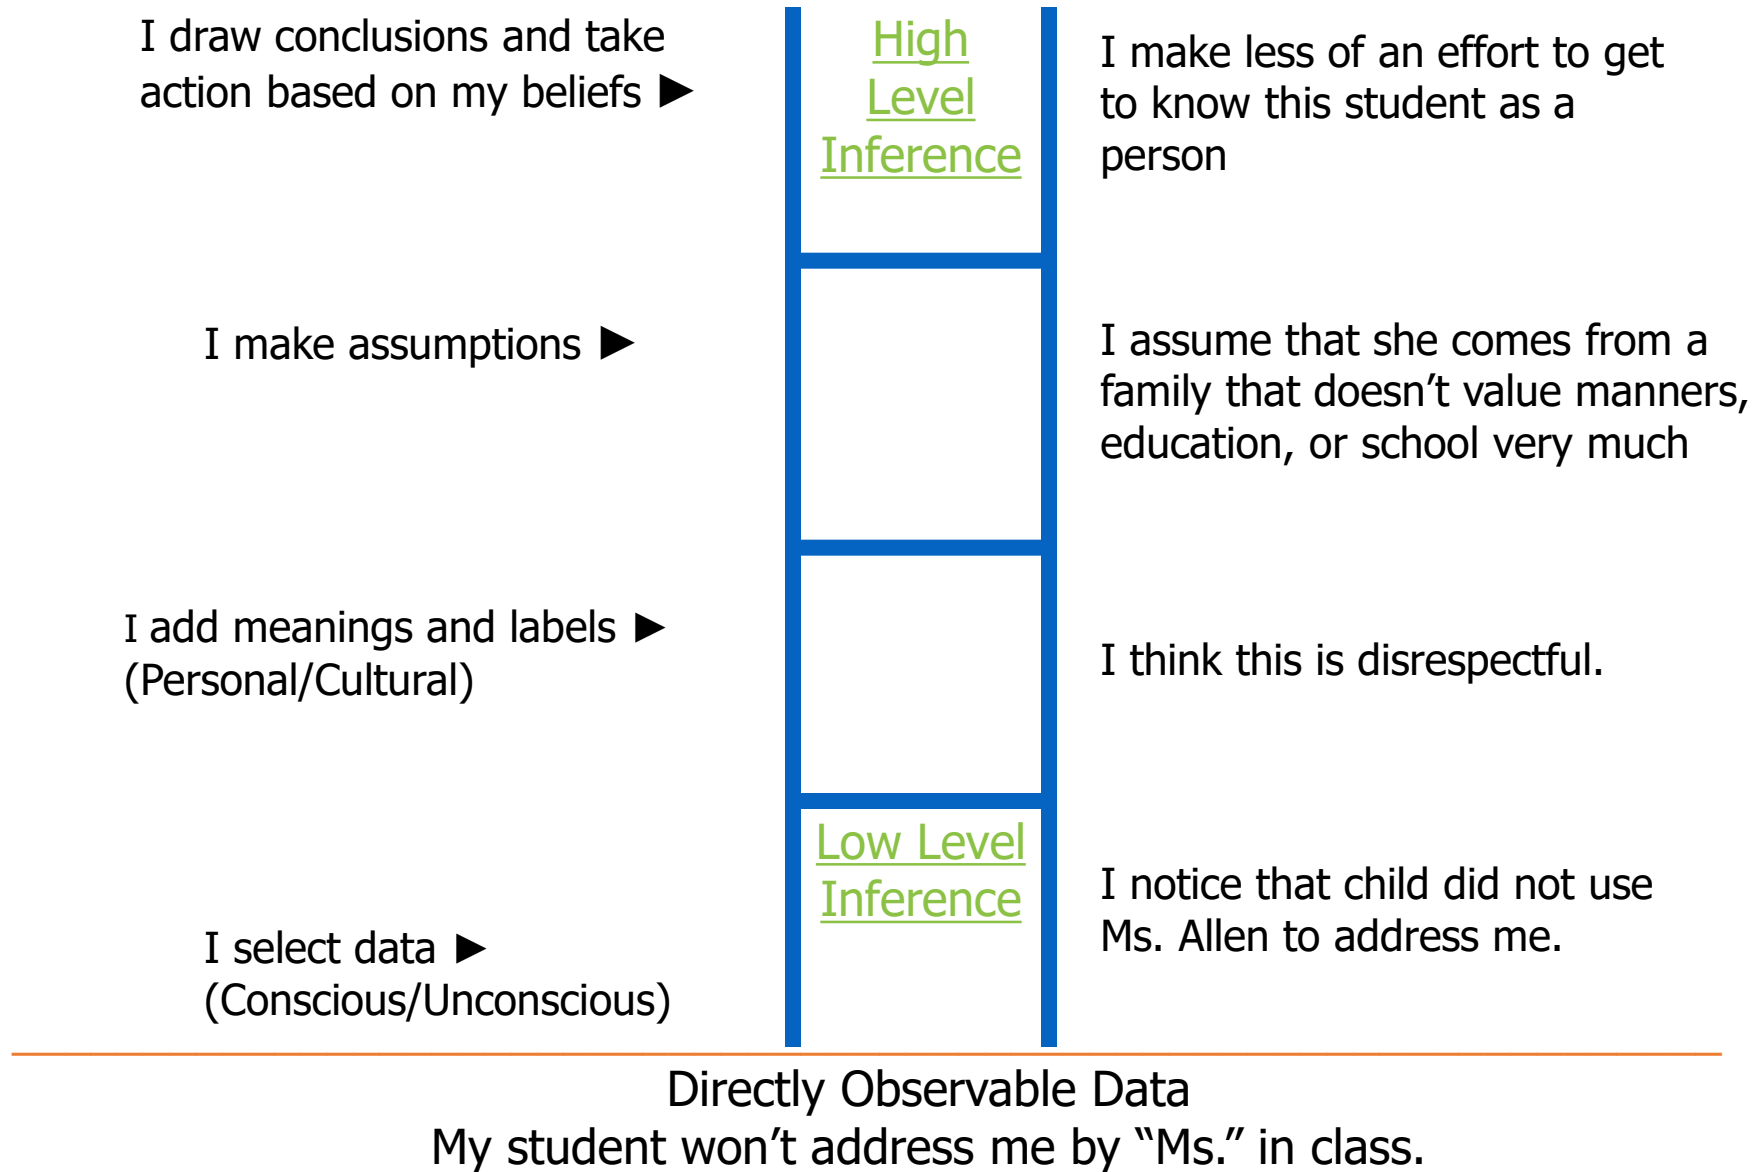 I draw conclusions and take
action based on my beliefs ►
High
Level
Inference
I make less of an effort to get
to know this student as a
person
I make assumptions ►
I assume that she comes from a
family that doesn’t value manners,
education, or school very much
I add meanings and labels ►
(Personal/Cultural)
I think this is disrespectful.
Low Level
Inference
I select data ►
(Conscious/Unconscious)
I notice that child did not use
Ms. Allen to address me.
Directly Observable Data
My student won’t address me by “Ms.” in class.